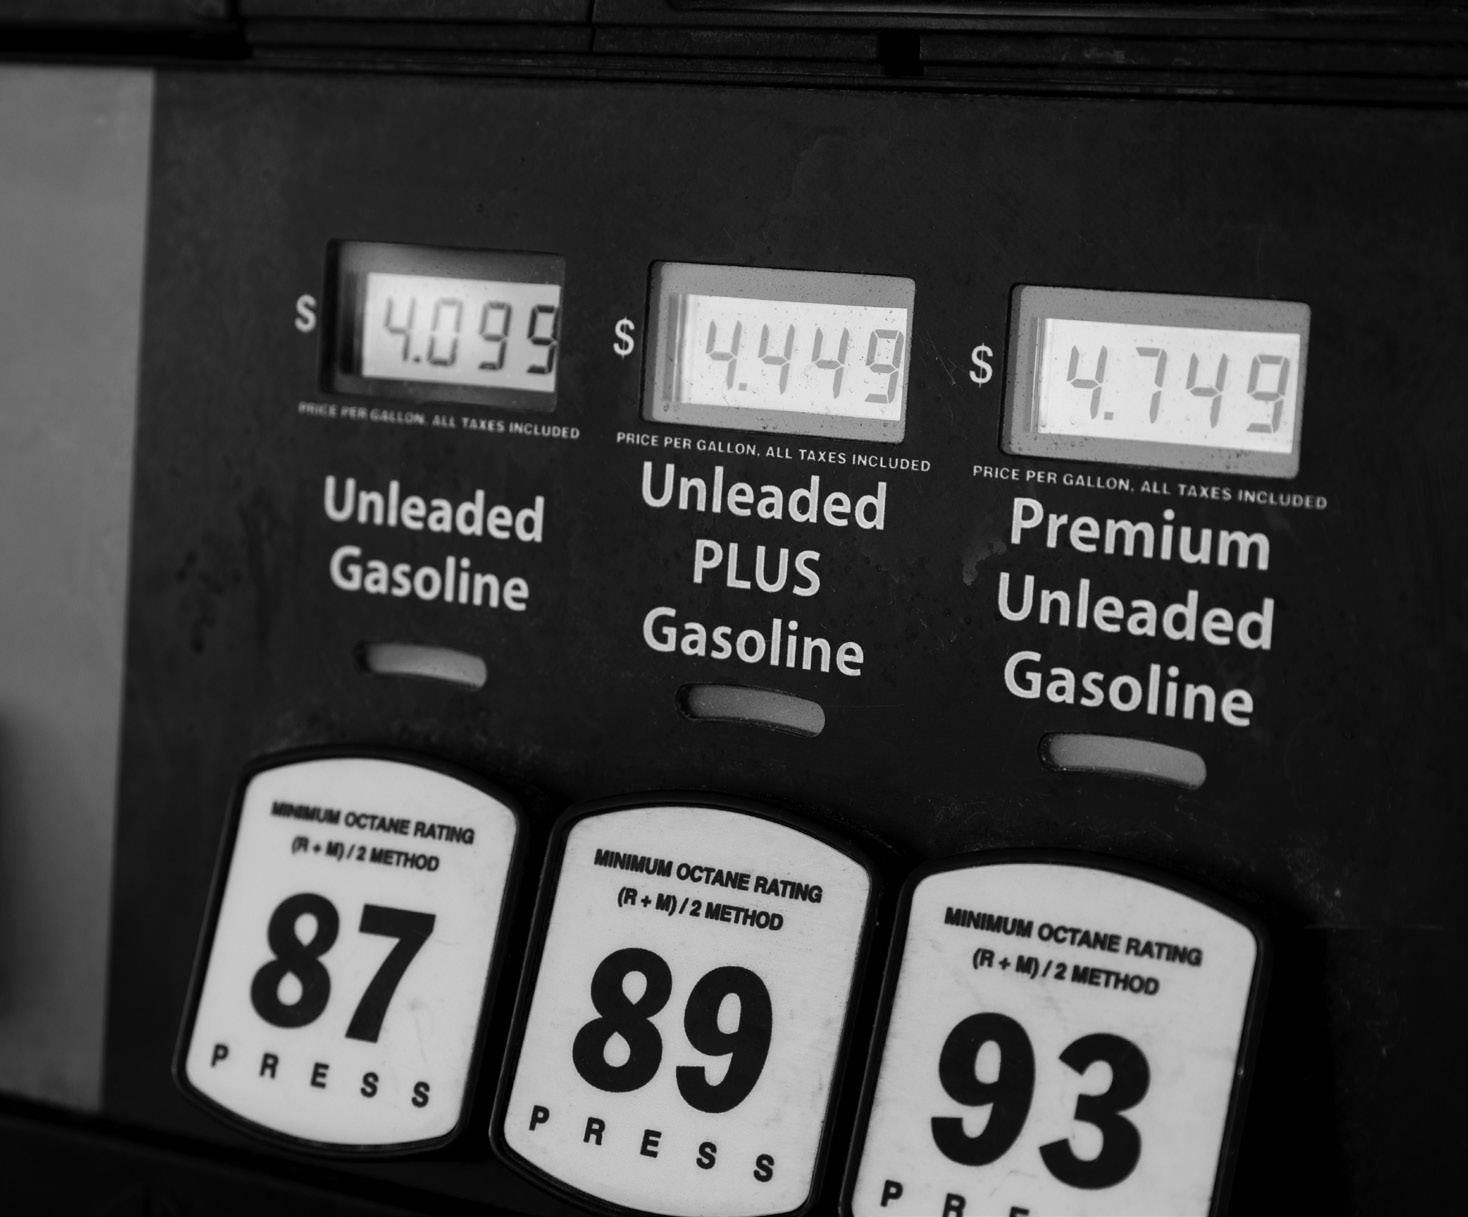 $ 4.099
PRICE PER GALLON, ALL TAXES INCLUDED
Unleaded
Gasoline
MINIMUM OCTANE RATING
(R + M) / 2 METHOD
87
PRESS
$ 4.449
PRICE PER GALLON, ALL TAXES INCLUDED
Unleaded
PLUS
Gasoline
MINIMUM OCTANE RATING
(R + M) / 2 METHOD
89
PRESS
$ 4.749
PRICE PER GALLON, ALL TAXES INCLUDED
Premium
Unleaded
Gasoline
MINIMUM OCTANE RATING
(R + M) / 2 METHOD
93
PRE